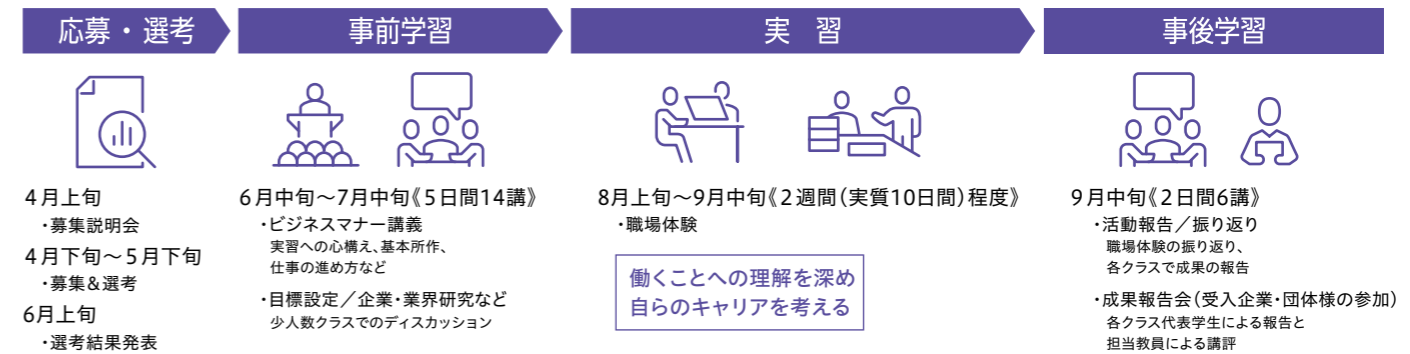 応募・選考
4月上旬
・募集説明会
4月下旬〜5月下旬
・募集&選考
6月上旬
・選考結果発表
事前学習
6月中旬〜7月中旬《5日間14講》
・ビジネスマナー講義
実習への心構え、基本所作、
仕事の進め方など
・目標設定／企業・業界研究など
少人数クラスでのディスカッション
実 習
8月上旬〜9月中旬《2週間（実質10日間）程度》
・職場体験
働くことへの理解を深め
自らのキャリアを考える
事後学習
9月中旬《2日間6講》
・活動報告／振り返り
職場体験の振り返り、
各クラスで成果の報告
・成果報告会（受入企業・団体様の参加）
各クラス代表学生による報告と
担当教員による講評